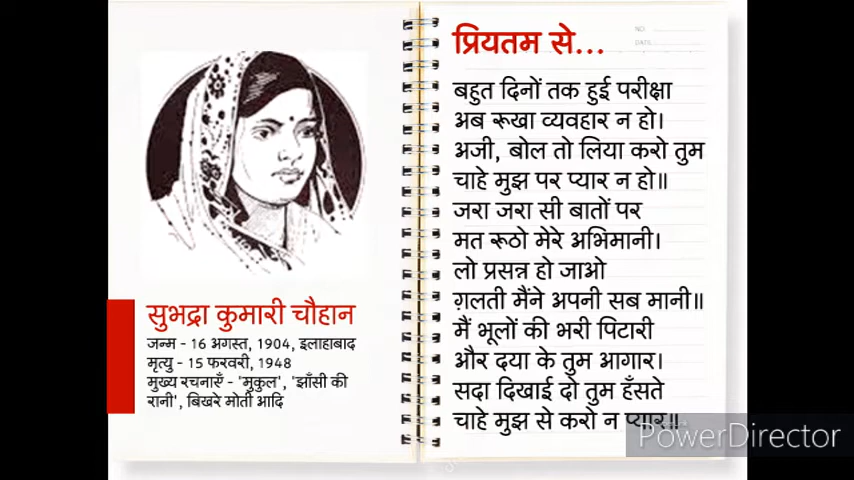 प्रियतम से...
NO.
DATE
बहुत दिनों तक हुई परीक्षा
अब रूखा व्यवहार न हो।
अजी, बोल तो लिया करो तुम
चाहे मुझ पर प्यार न हो॥
जरा जरा सी बातों पर
मत रूठो मेरे अभिमानी।
लो प्रसन्न हो जाओ
ग़लती मैंने अपनी सब मानी॥
मैं भूलों की भरी पिटारी
और दया के तुम आगार।
सदा दिखाई दो तुम हँसते
चाहे मुझ से करो न प्यार॥
सुभद्रा कुमारी चौहान
जन्म - 16 अगस्त, 1904, इलाहाबाद
मृत्यु - 15 फरवरी, 1948
मुख्य रचनाएँ - 'मुकुल', 'झाँसी की
रानी', बिखरे मोती आदि
PowerDirector